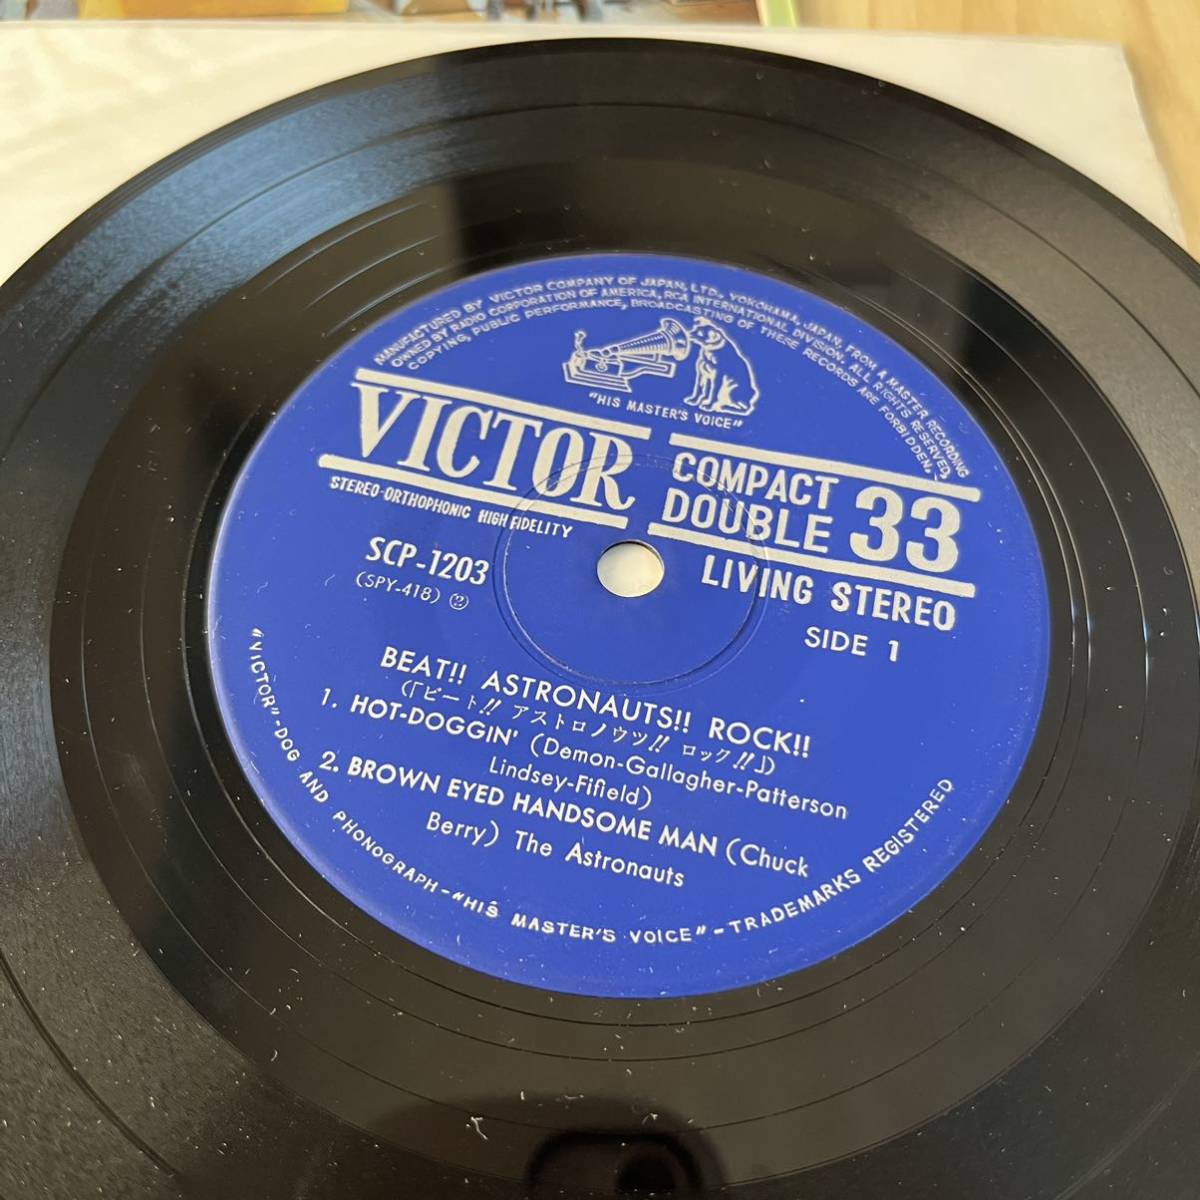 MANUFACTURED BY VICTOR COMPANY OF JAPAN, LTD., YOKOHAMA, JAPAN, FROM A MASTER RECORDING
OWNED BY RADIO CORPORATION OF AMERICA, RCA INTERNATIONAL DIVISION. ALL RIGHTS RESERVED,
COPYING, PUBLIC PERFORMANCE, BROADCASTING OF THESE RECORDS ARE FORBIDDEN.
"HIS MASTER'S VOICE"
VICTOR
STEREO-ORTHOPHONIC HIGH FIDELITY
COMPACT
DOUBLE 33
LIVING STEREO
SCP-1203
(SPY-418)
SIDE 1
BEAT!! ASTRONAUTS!! ROCK!!
(「ビート!! アストロノウツ!! ロック!!」)
1. HOT-DOGGIN' (Demon-Gallagher-Patterson
Lindsey-Fifield)
2. BROWN EYED HANDSOME MAN (Chuck
Berry) The Astronauts
"VICTOR"-DOG AND PHONOGRAPH-"HIS MASTER'S VOICE"-TRADEMARKS REGISTERED